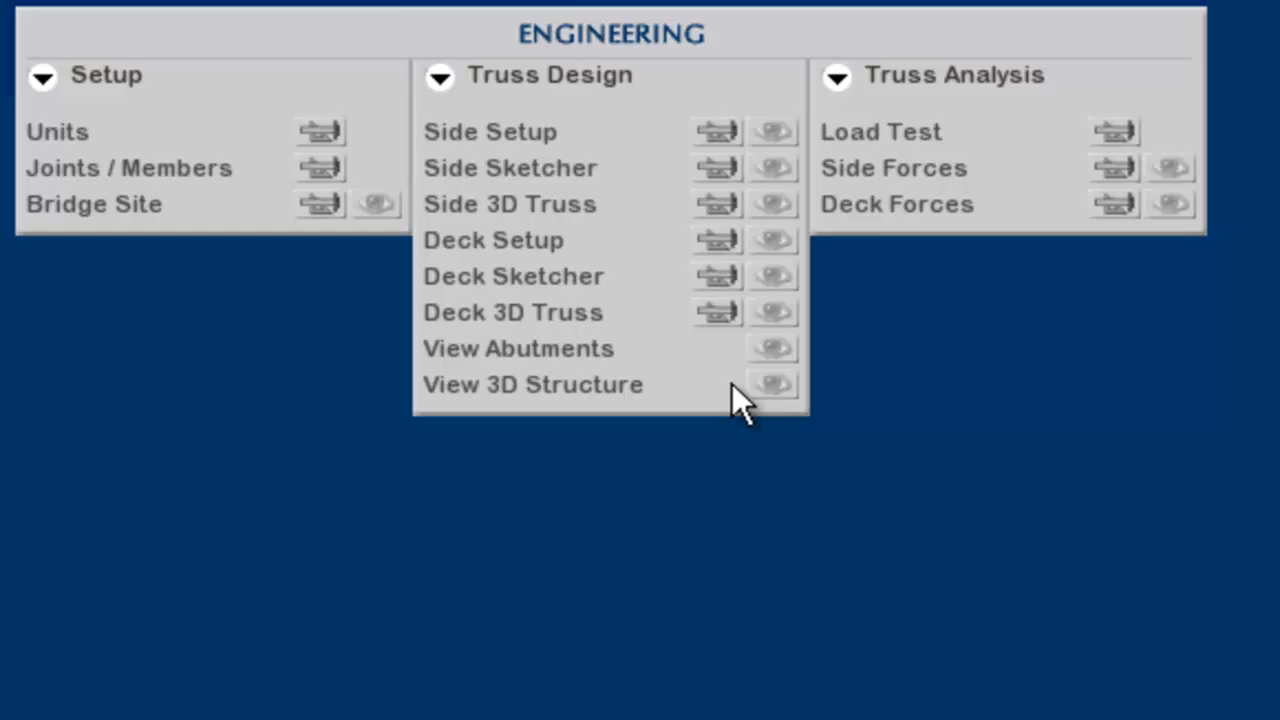 ENGINEERING
Setup
Units
Joints / Members
Bridge Site
Truss Design
Side Setup
Side Sketcher
Side 3D Truss
Deck Setup
Deck Sketcher
Deck 3D Truss
View Abutments
View 3D Structure
Truss Analysis
Load Test
Side Forces
Deck Forces